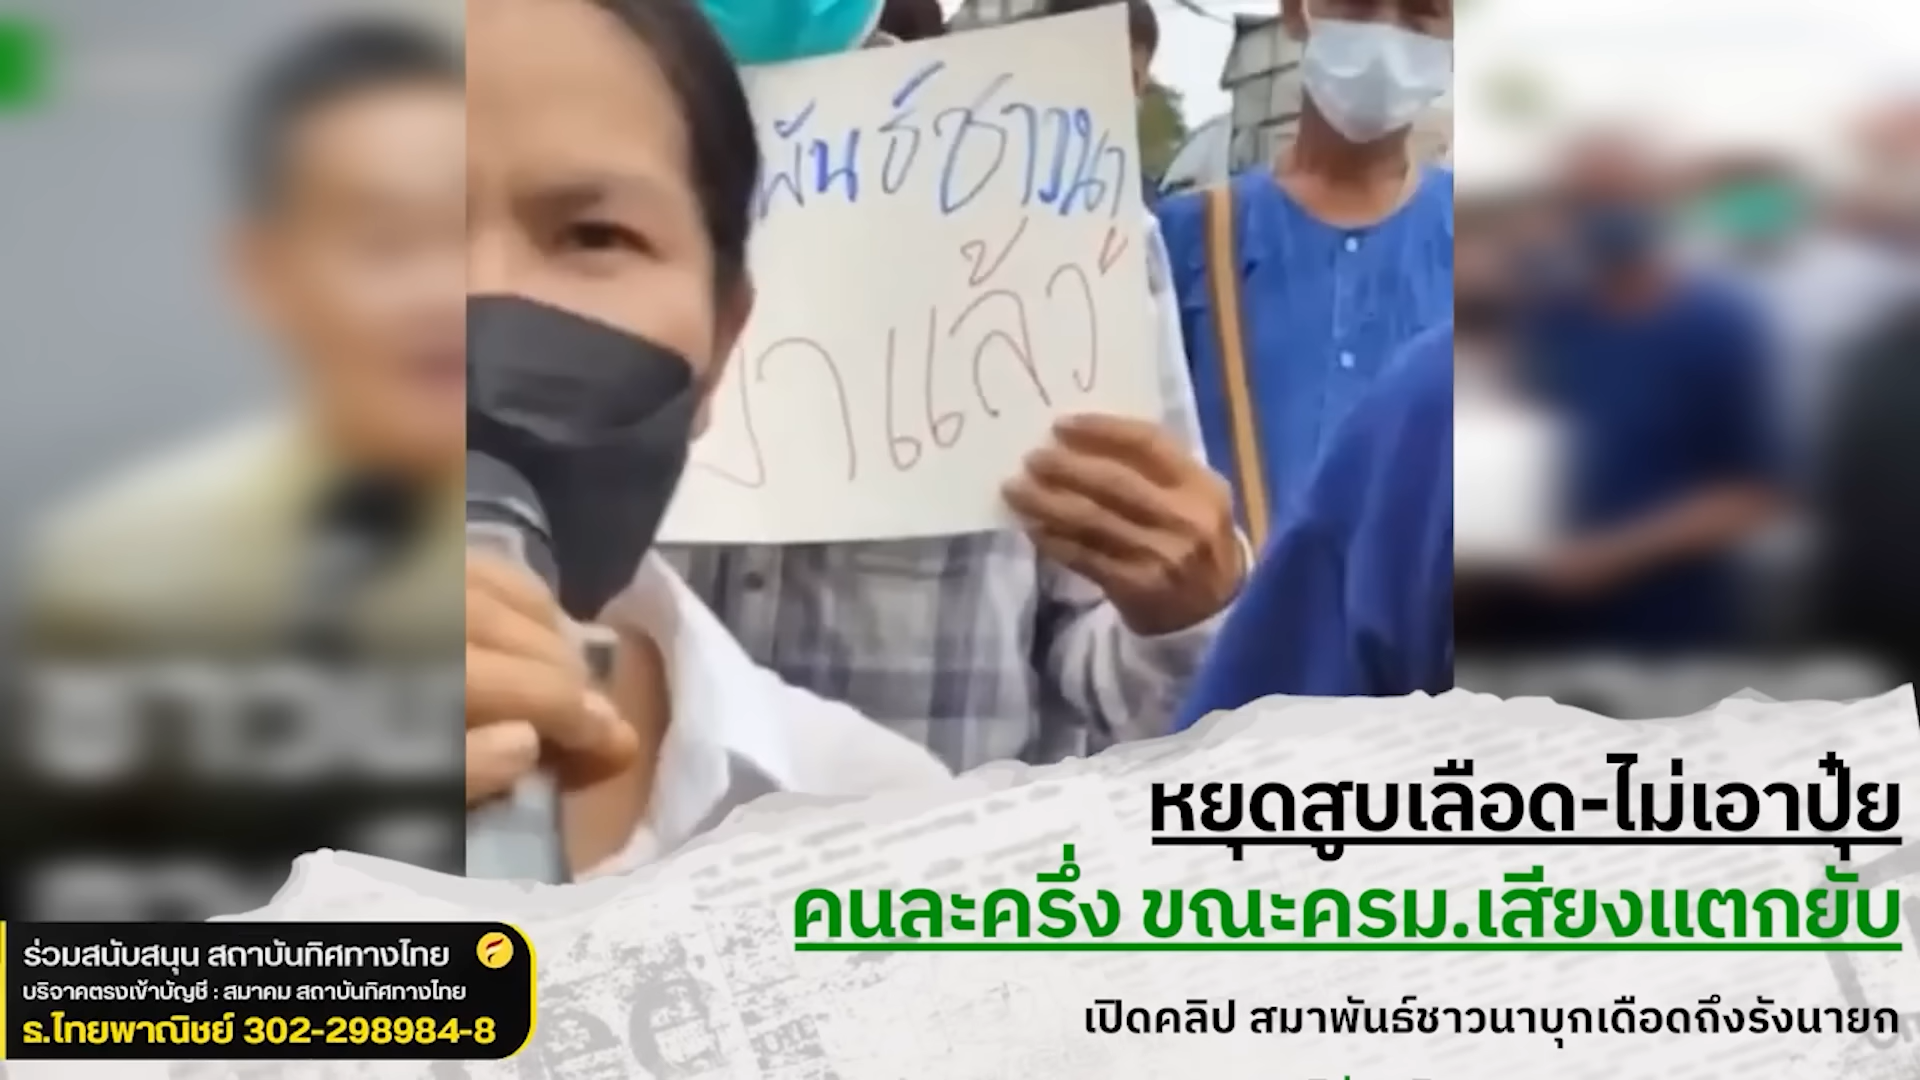 พันธ์ชาวนา
มาแล้ว"
หยุดสูบเลือด-ไม่เอาปุ๋ย
คนละครึ่ง ขณะครม.เสียงแตกยับ
เปิดคลิป สมาพันธ์ชาวนาบุกเดือดถึงรังนายก
ร่วมสนับสนุน สถาบันทิศทางไทย
บริจาคตรงเข้าบัญชี : สมาคม สถาบันทิศทางไทย
ธ.ไทยพาณิชย์ 302-298984-8